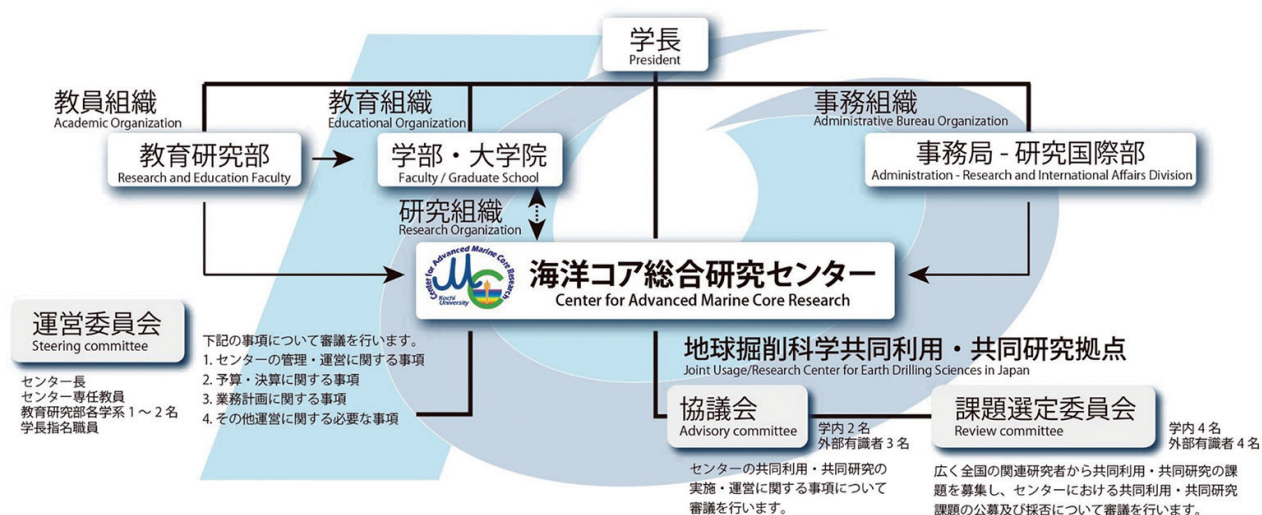 学長
President
教員組織
Academic Organization
教育組織
Educational Organization
事務組織
Administrative Bureau Organization
教育研究部
Research and Education Faculty
学部・大学院
Faculty / Graduate School
事務局 - 研究国際部
Administration - Research and International Affairs Division
研究組織
Research Organization
Center for Advanced Marine Core Research
Kochi
University
海洋コア総合研究センター
Center for Advanced Marine Core Research
運営委員会
Steering committee
センター長
センター専任教員
教育研究部各学系 1 〜 2 名
学長指名職員
下記の事項について審議を行います。
1. センターの管理・運営に関する事項
2. 予算・決算に関する事項
3. 業務計画に関する事項
4. その他運営に関する必要な事項
地球掘削科学共同利用・共同研究拠点
Joint Usage/Research Center for Earth Drilling Sciences in Japan
協議会
Advisory committee
学内 2 名
外部有識者 3 名
センターの共同利用・共同研究の
実施・運営に関する事項について
審議を行います。
課題選定委員会
Review committee
学内 4 名
外部有識者 4 名
広く全国の関連研究者から共同利用・共同研究の課
題を募集し、センターにおける共同利用・共同研究
課題の公募及び採否について審議を行います。